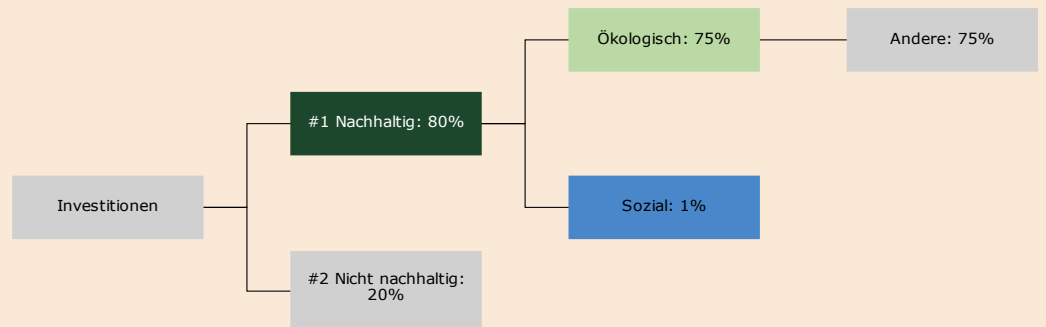 Ökologisch: 75%
Andere: 75%
#1 Nachhaltig: 80%
Investitionen
Sozial: 1%
#2 Nicht nachhaltig:
20%